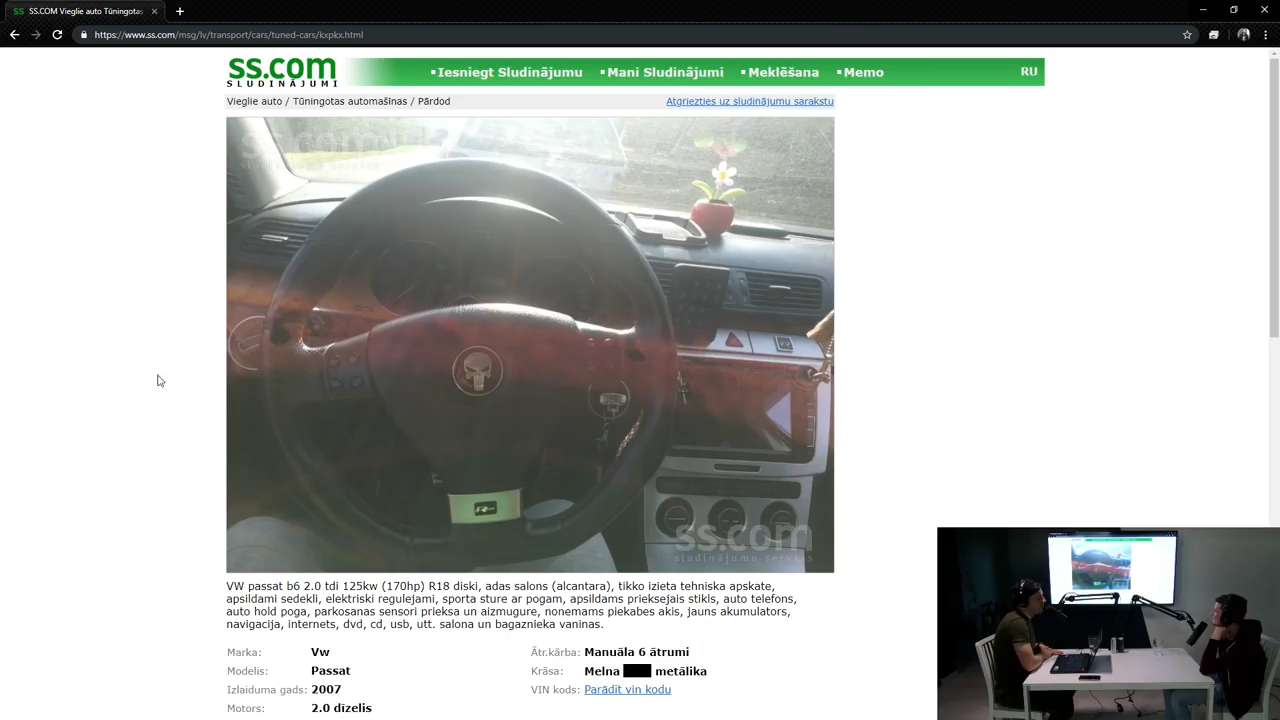 SS.COM Vieglie auto Tūningotas
https://www.ss.com/msg/lv/transport/cars/tuned-cars/kxpkx.html
ss.com
SLUDINĀJUMI
Iesniegt Sludinājumu
Mani Sludinājumi
Meklēšana
Memo
RU
Vieglie auto / Tūningotas automašīnas / Pārdod
Atgriezties uz sludinājumu sarakstu
ss.com
sludinājumu serviss
VW passat b6 2.0 tdi 125kw (170hp) R18 diski, adas salons (alcantara), tikko izieta tehniska apskate,
apsildami sedekli, elektriski regulejami, sporta sture ar pogam, apsildams prieksejais stikls, auto telefons,
auto hold poga, parkosanas sensori prieksa un aizmugure, nonemams piekabes akis, jauns akumulators,
navigacija, internets, dvd, cd, usb, utt. salona un bagaznieka vaninas.
Marka: Vw
Ātr.kārba: Manuāla 6 ātrumi
Modelis: Passat
Krāsa: Melna metālika
Izlaiduma gads: 2007
VIN kods: Parādīt vin kodu
Motors: 2.0 dīzelis